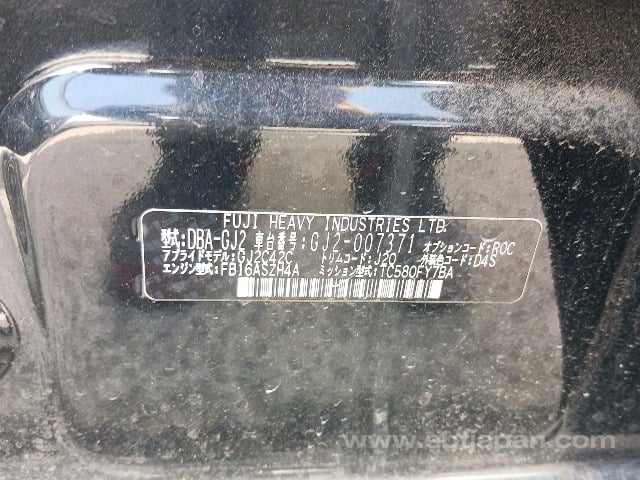 FUJI HEAVY INDUSTRIES LTD.
型式:DBA-GJ2 車台番号:GJ2-007371 オプションコード:ROC
アプライドモデル:GJ2C42C トリムコード:J20 外装色コード:D4S
エンジン型式:FB16ASZH4A ミッション型式:TC580FY7BA
www.sbtjapan.com